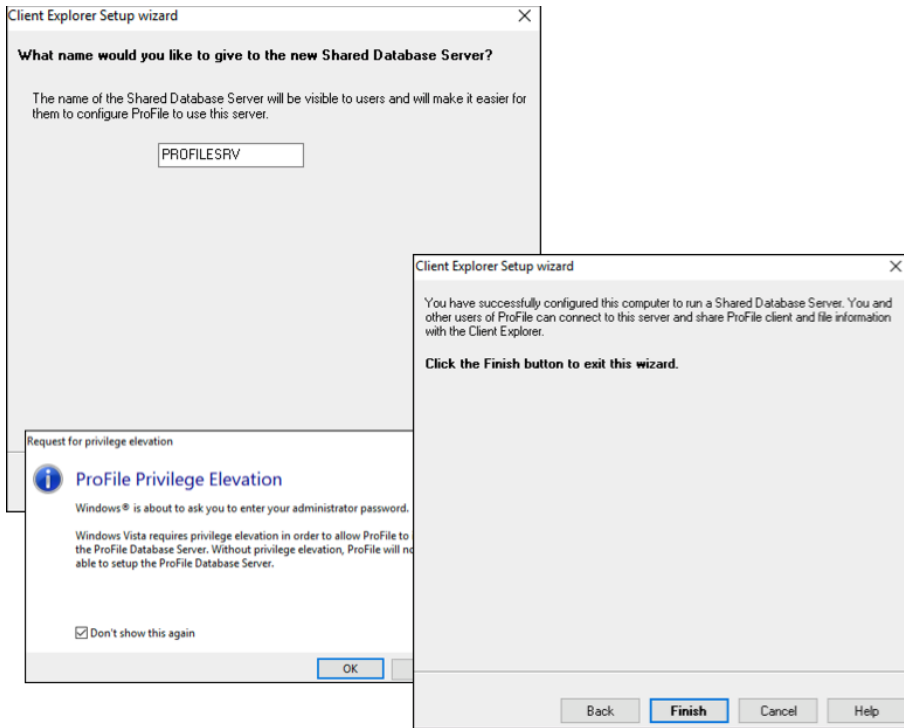 Client Explorer Setup wizard
What name would you like to give to the new Shared Database Server?
The name of the Shared Database Server will be visible to users and will make it easier for
them to configure ProFile to use this server.
PROFILESRV
Client Explorer Setup wizard
You have successfully configured this computer to run a Shared Database Server. You and
other users of ProFile can connect to this server and share ProFile client and file information
with the Client Explorer.
Click the Finish button to exit this wizard.
Request for privilege elevation
ProFile Privilege Elevation
Windows® is about to ask you to enter your administrator password.
Windows Vista requires privilege elevation in order to allow ProFile to
the ProFile Database Server. Without privilege elevation, ProFile will
able to setup the ProFile Database Server.
Don't show this again
OK
Back
Finish
Cancel
Help